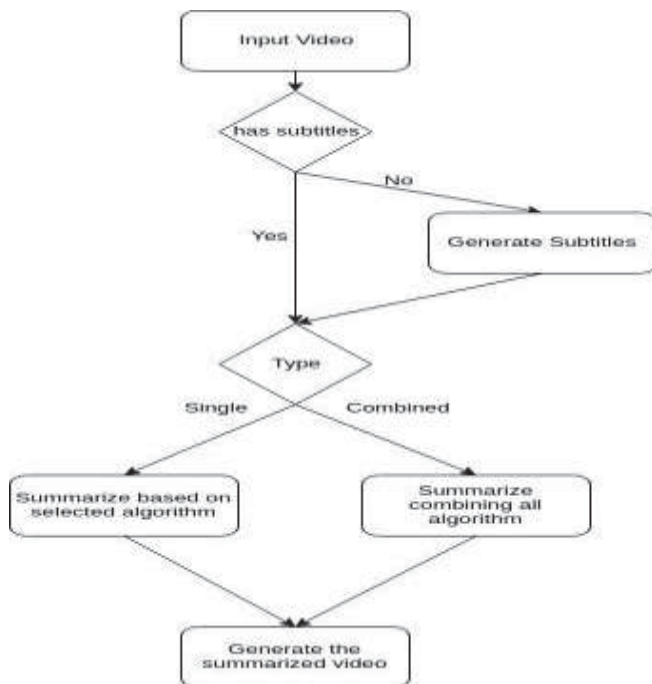 Input Video
has subtitles
No
Yes
Generate Subtitles
Type
Single
Combined
Summarize based on
selected algorithm
Summarize
combining all
algorithm
Generate the
summarized video